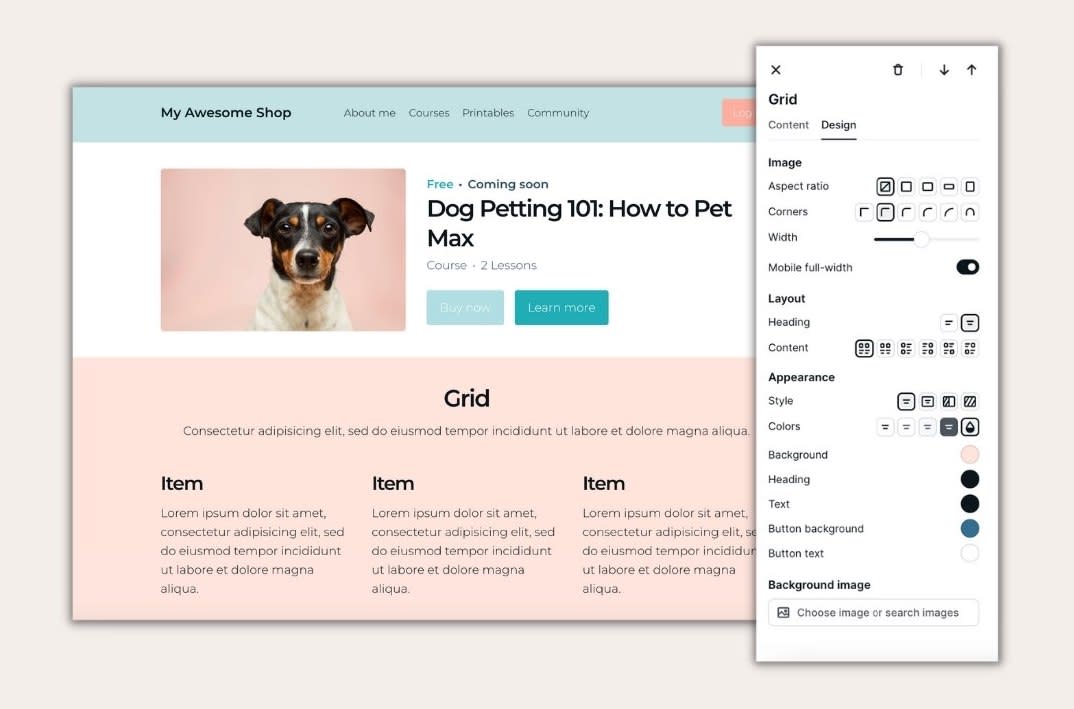 My Awesome Shop
About me Courses Printables Community
Log
Free • Coming soon
Dog Petting 101: How to Pet
Max
Course · 2 Lessons
Buy now Learn more
Grid
Consectetur adipisicing elit, sed do eiusmod tempor incididunt ut labore et dolore magna aliqua.
Item
Lorem ipsum dolor sit amet,
consectetur adipisicing elit, sed
do eiusmod tempor incididunt
ut labore et dolore magna
aliqua.
Item
Lorem ipsum dolor sit amet,
consectetur adipisicing elit, sed
do eiusmod tempor incididunt
ut labore et dolore magna
aliqua.
Item
Lorem ipsum dolor sit amet,
consectetur adipisicing elit,
do eiusmod tempor
ut labore et dolore magna
aliqua.
Grid
Content Design
Image
Aspect ratio
Corners
Width
Mobile full-width
Layout
Heading
Content
Appearance
Style
Colors
Background
Heading
Text
Button background
Button text
Background image
Choose image or search images